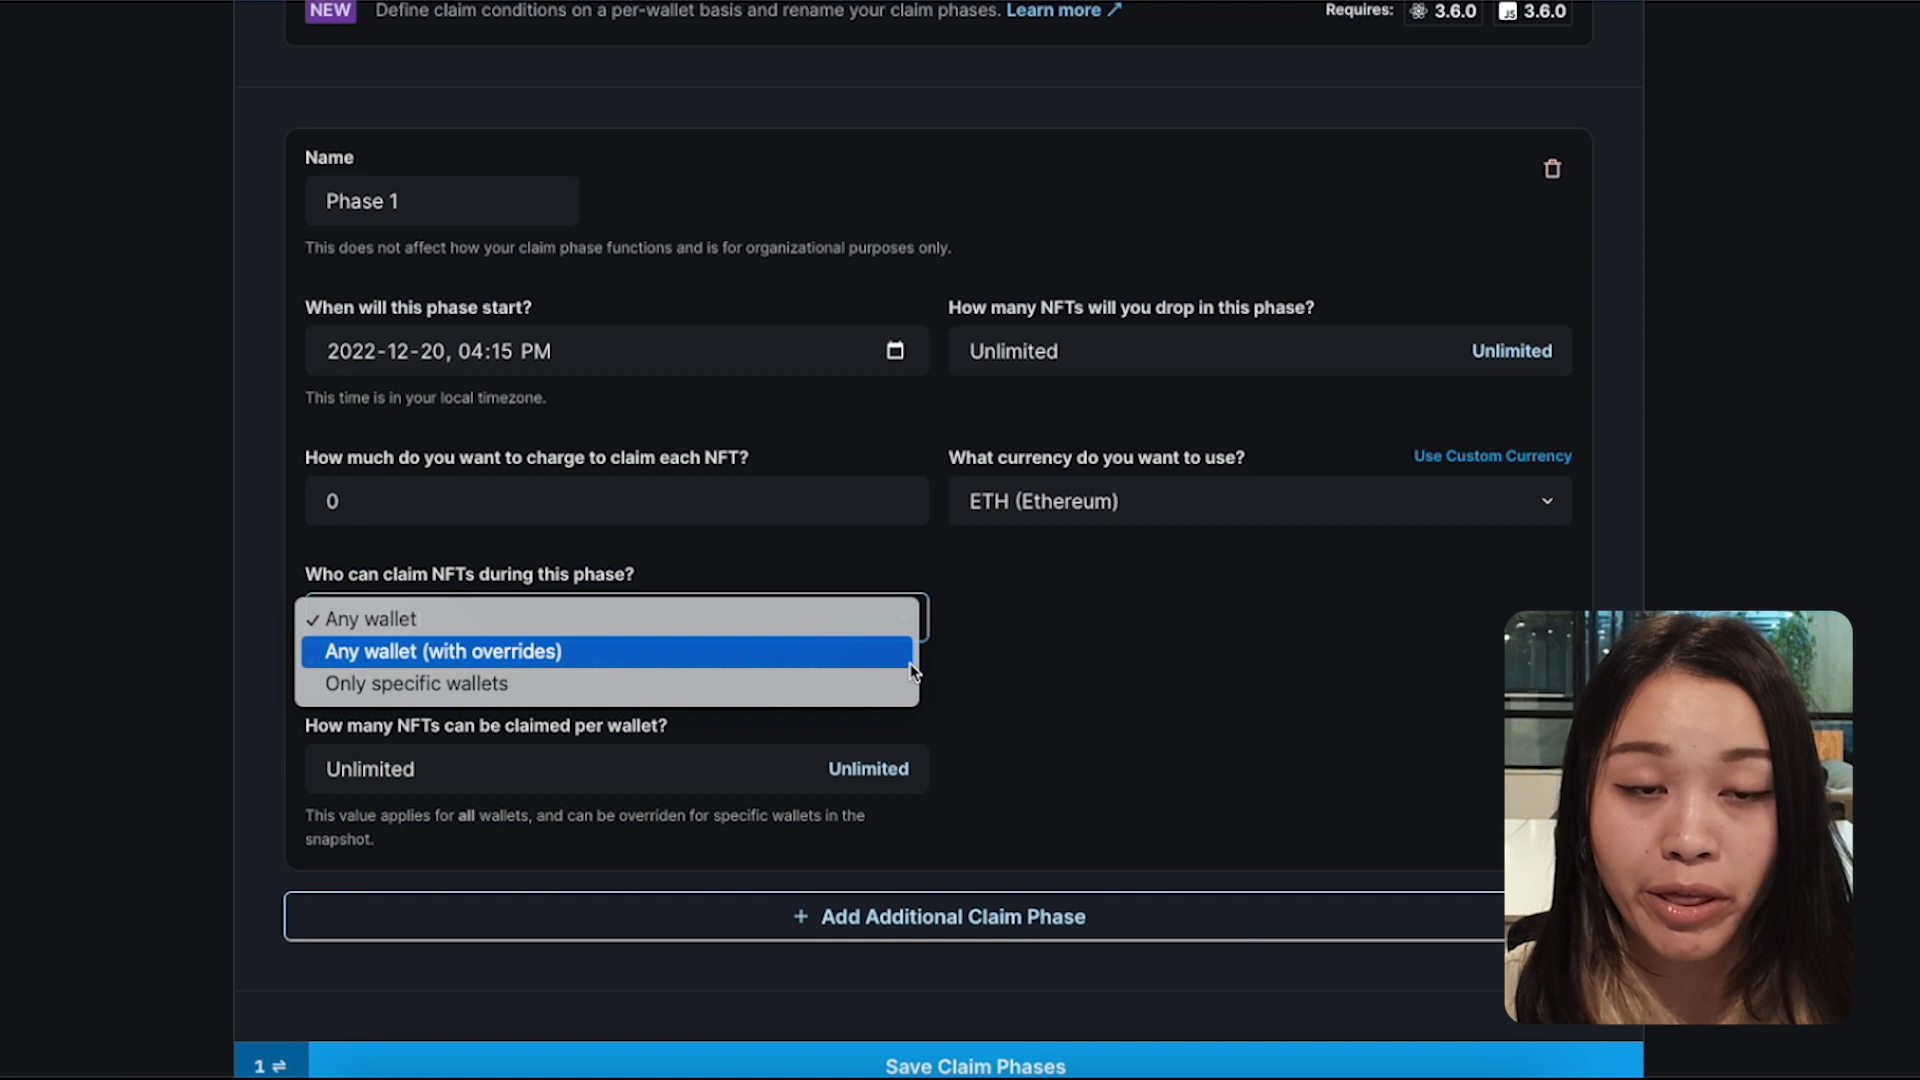 NEW Define claim conditions on a per-wallet basis and rename your claim phases. Learn more ↗ Requires: 3.6.0 JS 3.6.0
Name
Phase 1
This does not affect how your claim phase functions and is for organizational purposes only.
When will this phase start? How many NFTs will you drop in this phase?
2022-12-20, 04:15 PM Unlimited Unlimited
This time is in your local timezone.
How much do you want to charge to claim each NFT? What currency do you want to use? Use Custom Currency
0 ETH (Ethereum)
Who can claim NFTs during this phase?
✓ Any wallet
Any wallet (with overrides)
Only specific wallets
How many NFTs can be claimed per wallet?
Unlimited Unlimited
This value applies for all wallets, and can be overriden for specific wallets in the
snapshot.
+ Add Additional Claim Phase
1 ⇌ Save Claim Phases